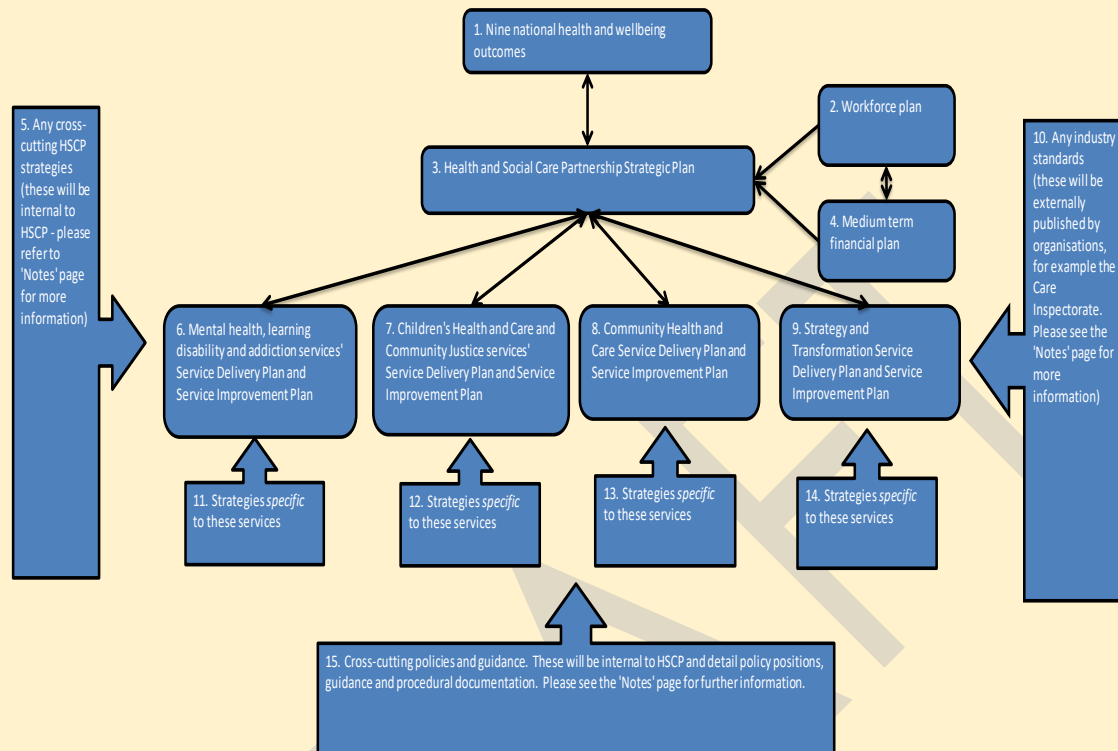 1. Nine national health and wellbeing
outcomes
2. Workforce plan
3. Health and Social Care Partnership Strategic Plan
4. Medium term
financial plan
5. Any cross-
cutting HSCP
strategies
(these will be
internal to
HSCP - please
refer to
'Notes' page
for more
information)
6. Mental health, learning
disability and addiction services'
Service Delivery Plan and
Service Improvement Plan
7. Children's Health and Care and
Community Justice services'
Service Delivery Plan and Service
Improvement Plan
8. Community Health and
Care Service Delivery Plan and
Service Improvement Plan
9. Strategy and
Transformation Service
Delivery Plan and Service
Improvement Plan
10. Any industry
standards
(these will be
externally
published by
organisations,
for example the
Care
Inspectorate.
Please see the
'Notes' page for
more
information)
11. Strategies specific
to these services
12. Strategies specific
to these services
13. Strategies specific
to these services
14. Strategies specific
to these services
15. Cross-cutting policies and guidance. These will be internal to HSCP and detail policy positions,
guidance and procedural documentation. Please see the 'Notes' page for further information.